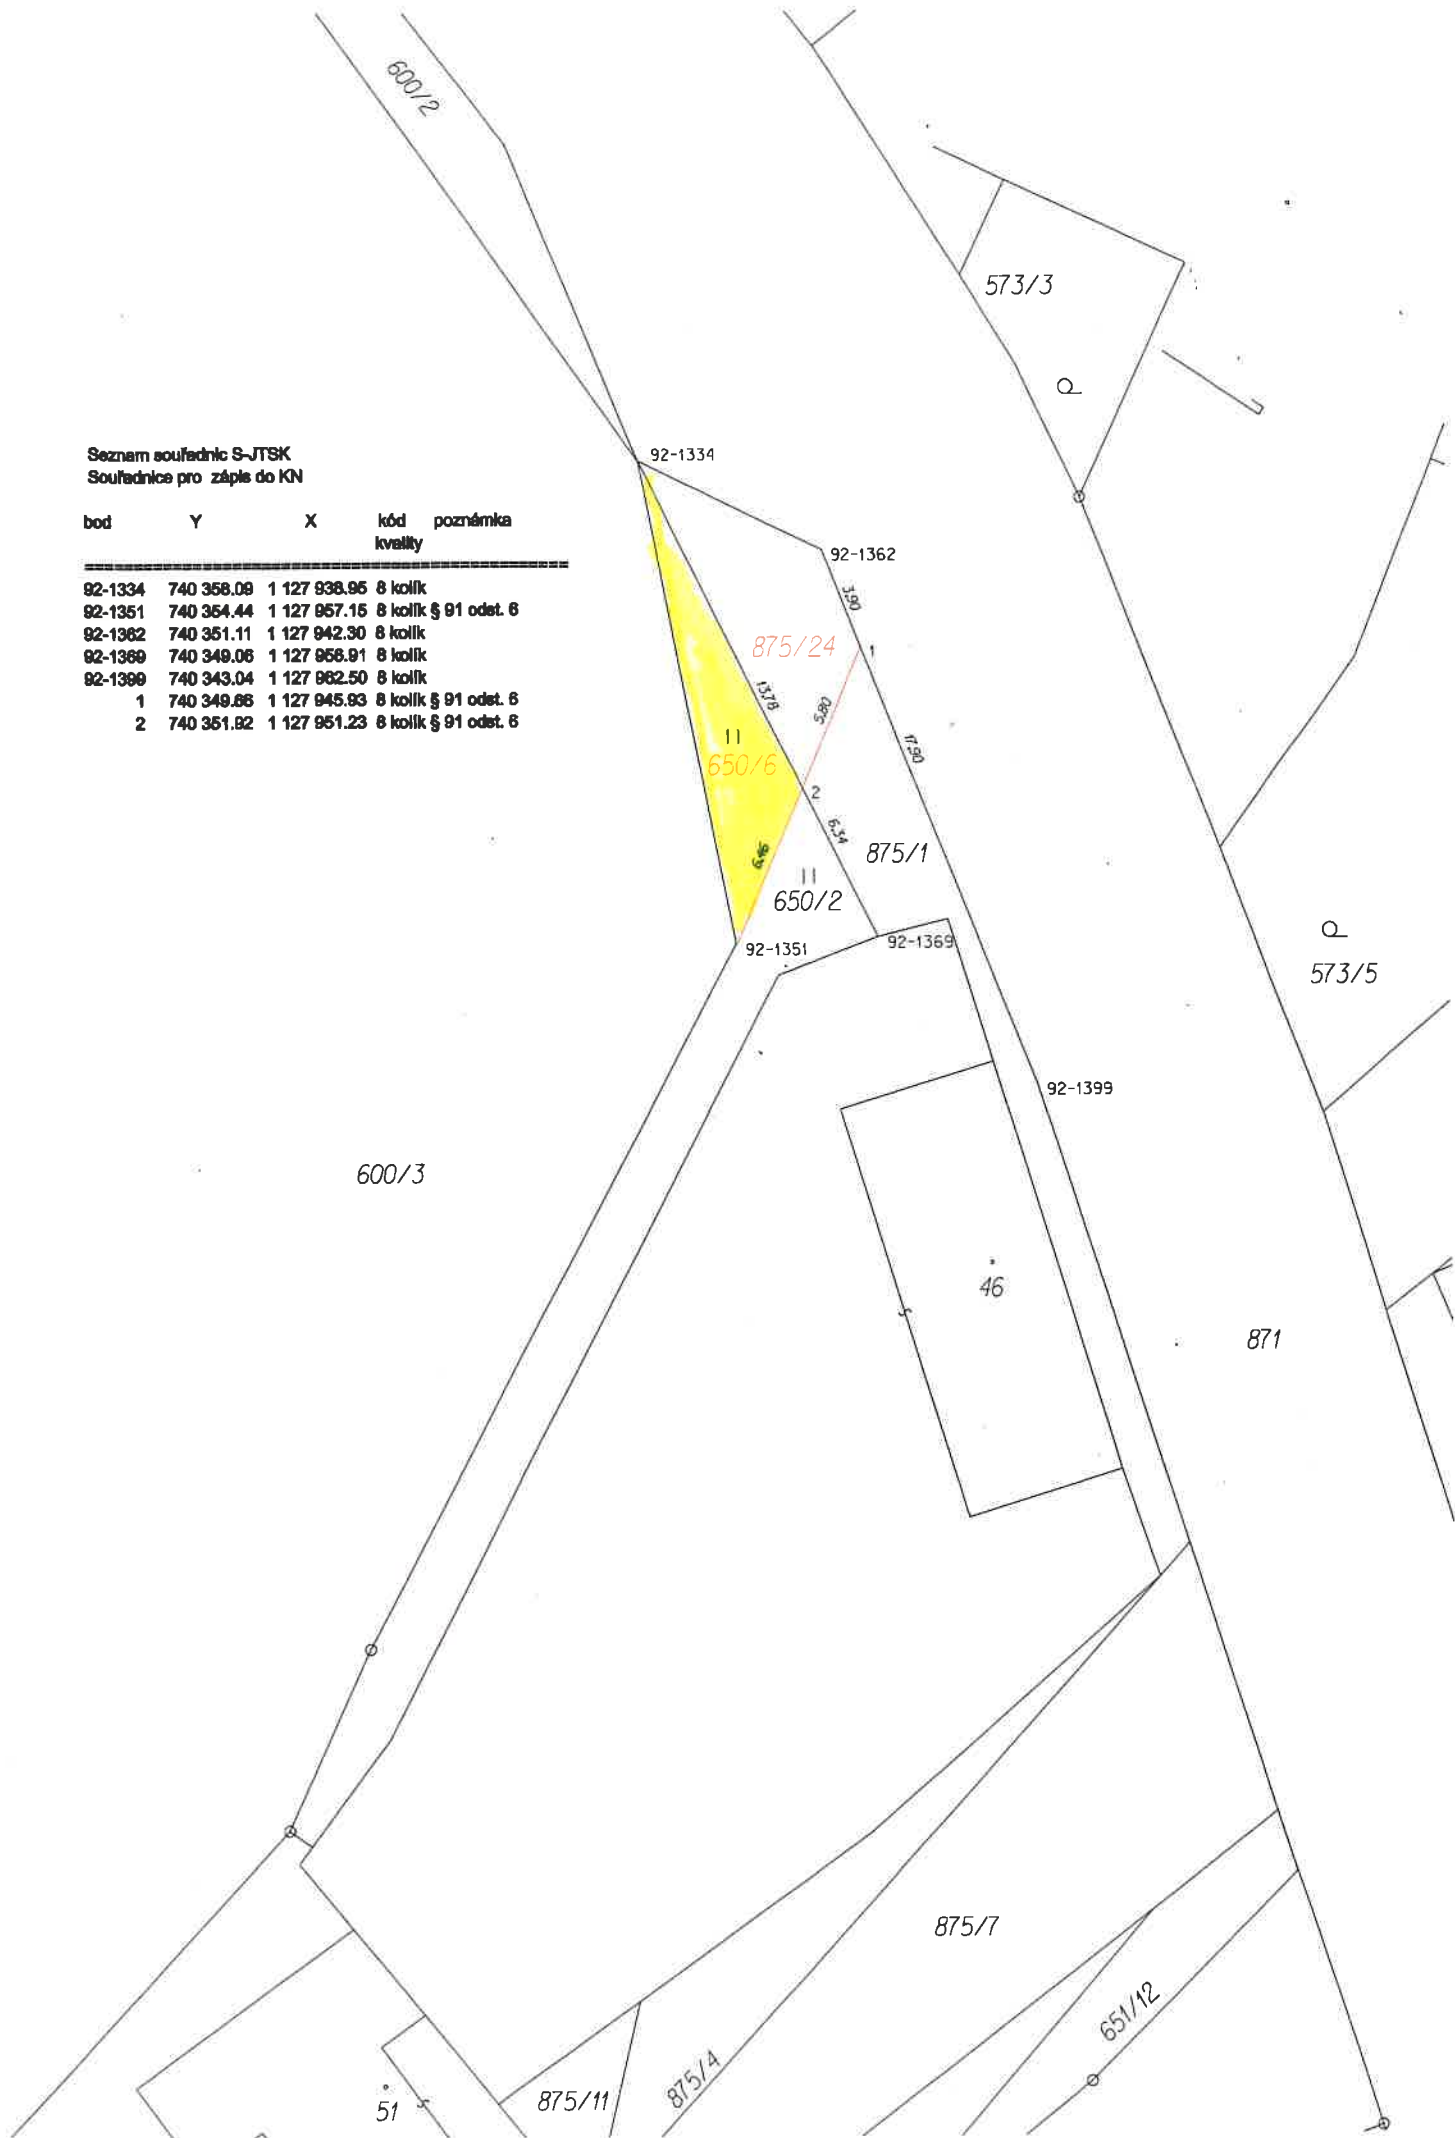 600/2
573/3
Seznam souřadnic S-JTSK
Souřadnice pro zápis do KN
bod Y X kód poznámka
kvality
92-1334 740 358.09 1 127 938.95 8 kolík
92-1351 740 354.44 1 127 957.15 8 kolík § 91 odst. 6
92-1362 740 351.11 1 127 942.30 8 kolík
92-1369 740 349.06 1 127 956.91 8 kolík
92-1399 740 343.04 1 127 962.50 8 kolík
1 740 349.66 1 127 945.93 8 kolík § 91 odst. 6
2 740 351.92 1 127 951.23 8 kolík § 91 odst. 6
92-1334
92-1362
3.90
875/24
1
13.78
5.80
17.90
650/6
2
6.34
6.46
875/1
650/2
92-1351
92-1369
573/5
92-1399
600/3
46
871
875/7
651/12
875/4
875/11
51